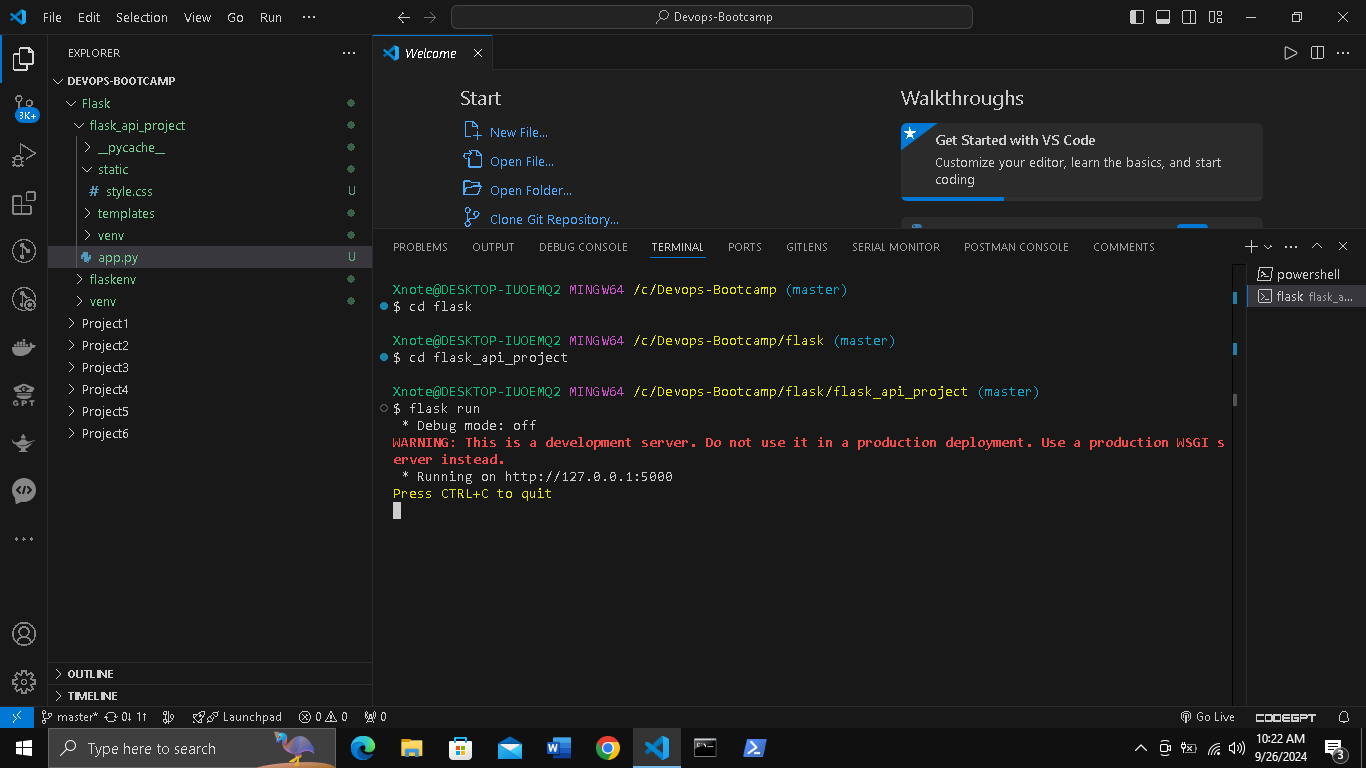 File Edit Selection View Go Run ···
Devops-Bootcamp
EXPLORER
DEVOPS-BOOTCAMP
Flask
flask_api_project
__pycache__
static
# style.css U
templates
venv
app.py U
flaskenv
venv
Project1
Project2
Project3
Project4
Project5
Project6
OUTLINE
TIMELINE
3K+
GPT
Welcome
Start
New File...
Open File...
Open Folder...
Clone Git Repository...
Walkthroughs
Get Started with VS Code
Customize your editor, learn the basics, and start
coding
PROBLEMS OUTPUT DEBUG CONSOLE TERMINAL PORTS GITLENS SERIAL MONITOR POSTMAN CONSOLE COMMENTS
Xnote@DESKTOP-IUOEMQ2 MINGW64 /c/Devops-Bootcamp (master)
$ cd flask
Xnote@DESKTOP-IUOEMQ2 MINGW64 /c/Devops-Bootcamp/flask (master)
$ cd flask_api_project
Xnote@DESKTOP-IUOEMQ2 MINGW64 /c/Devops-Bootcamp/flask/flask_api_project (master)
$ flask run
* Debug mode: off
WARNING: This is a development server. Do not use it in a production deployment. Use a production WSGI s
erver instead.
* Running on http://127.0.0.1:5000
Press CTRL+C to quit
powershell
flask flask_a...
master* 0↓ 1↑ Launchpad 0 0 0 Go Live CODEGPT
Type here to search
10:22 AM
9/26/2024
3